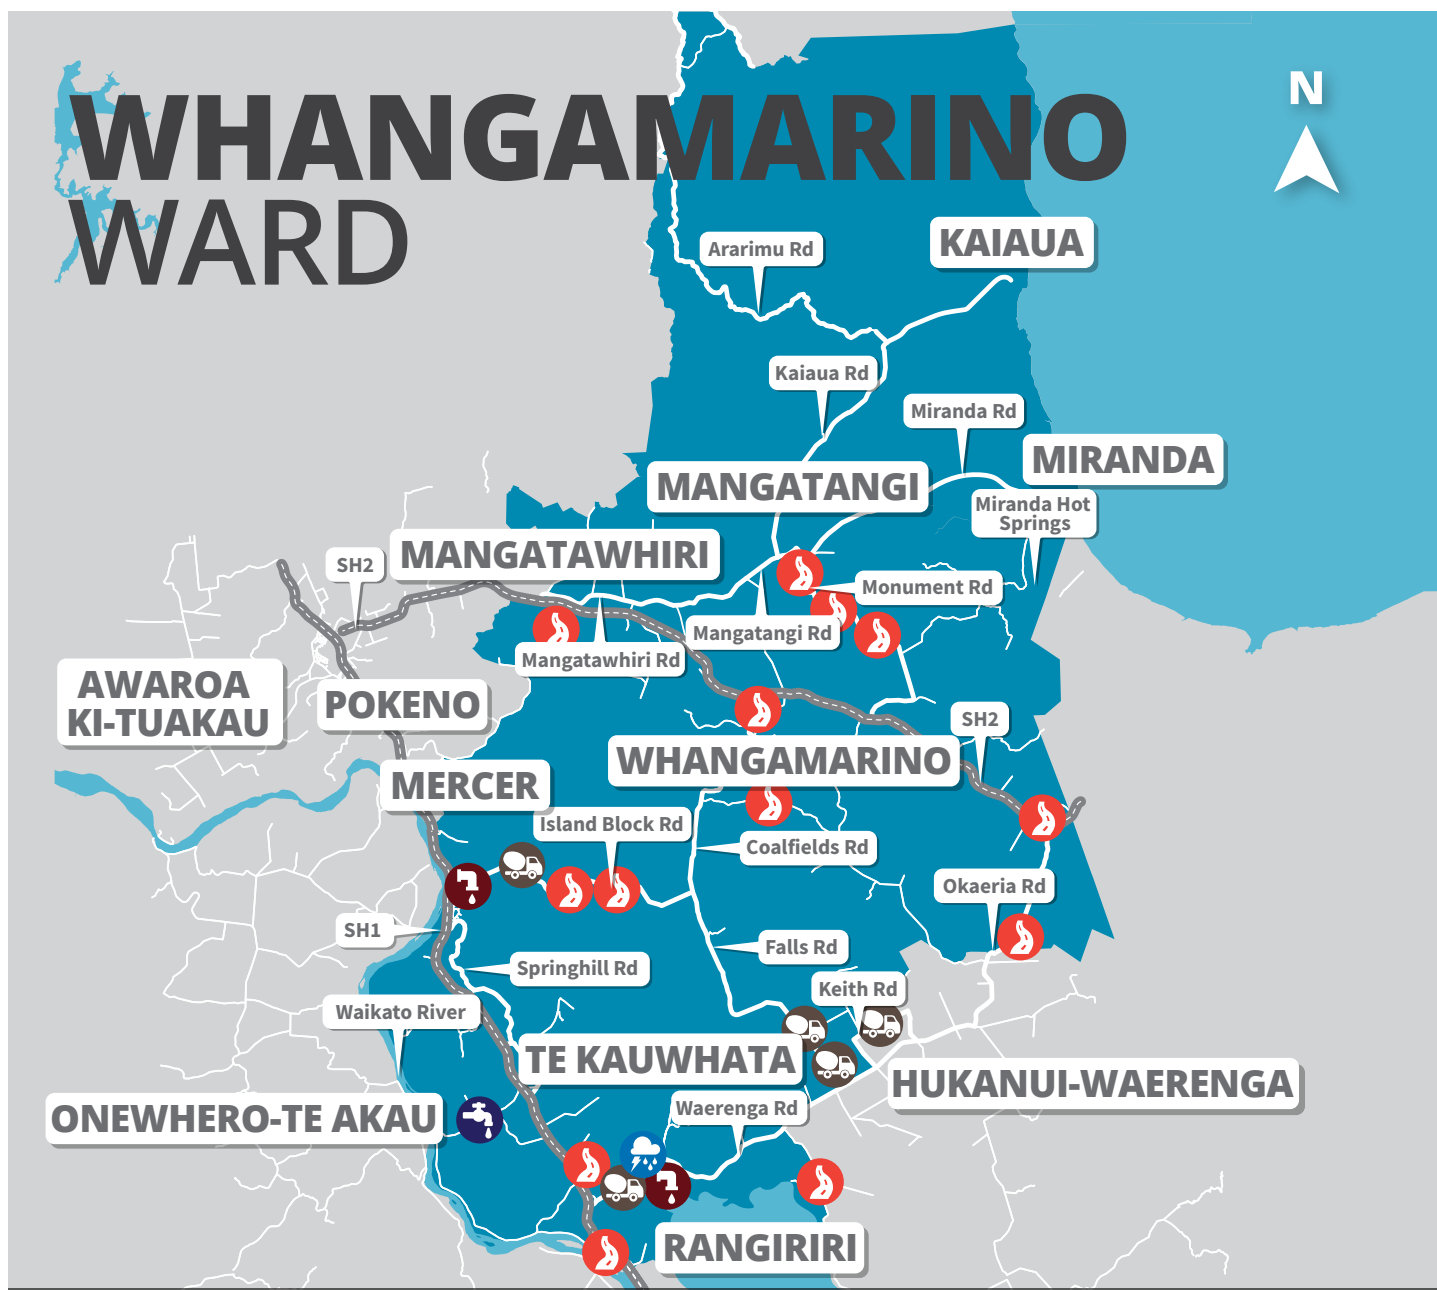 WHANGAMARINO
WARD
N
Ararimu Rd
KAIAUA
Kaiaua Rd
Miranda Rd
MIRANDA
MANGATANGI
Miranda Hot
Springs
MANGATAWHIRI
SH2
Monument Rd
Mangatangi Rd
Mangatawhiri Rd
AWAROA
KI-TUAKAU
POKENO
SH2
WHANGAMARINO
MERCER
Island Block Rd
Coalfields Rd
Okaeria Rd
SH1
Falls Rd
Springhill Rd
Keith Rd
Waikato River
TE KAUWHATA
HUKANUI-WAERENGA
Waerenga Rd
ONEWHERO-TE AKAU
RANGIRIRI